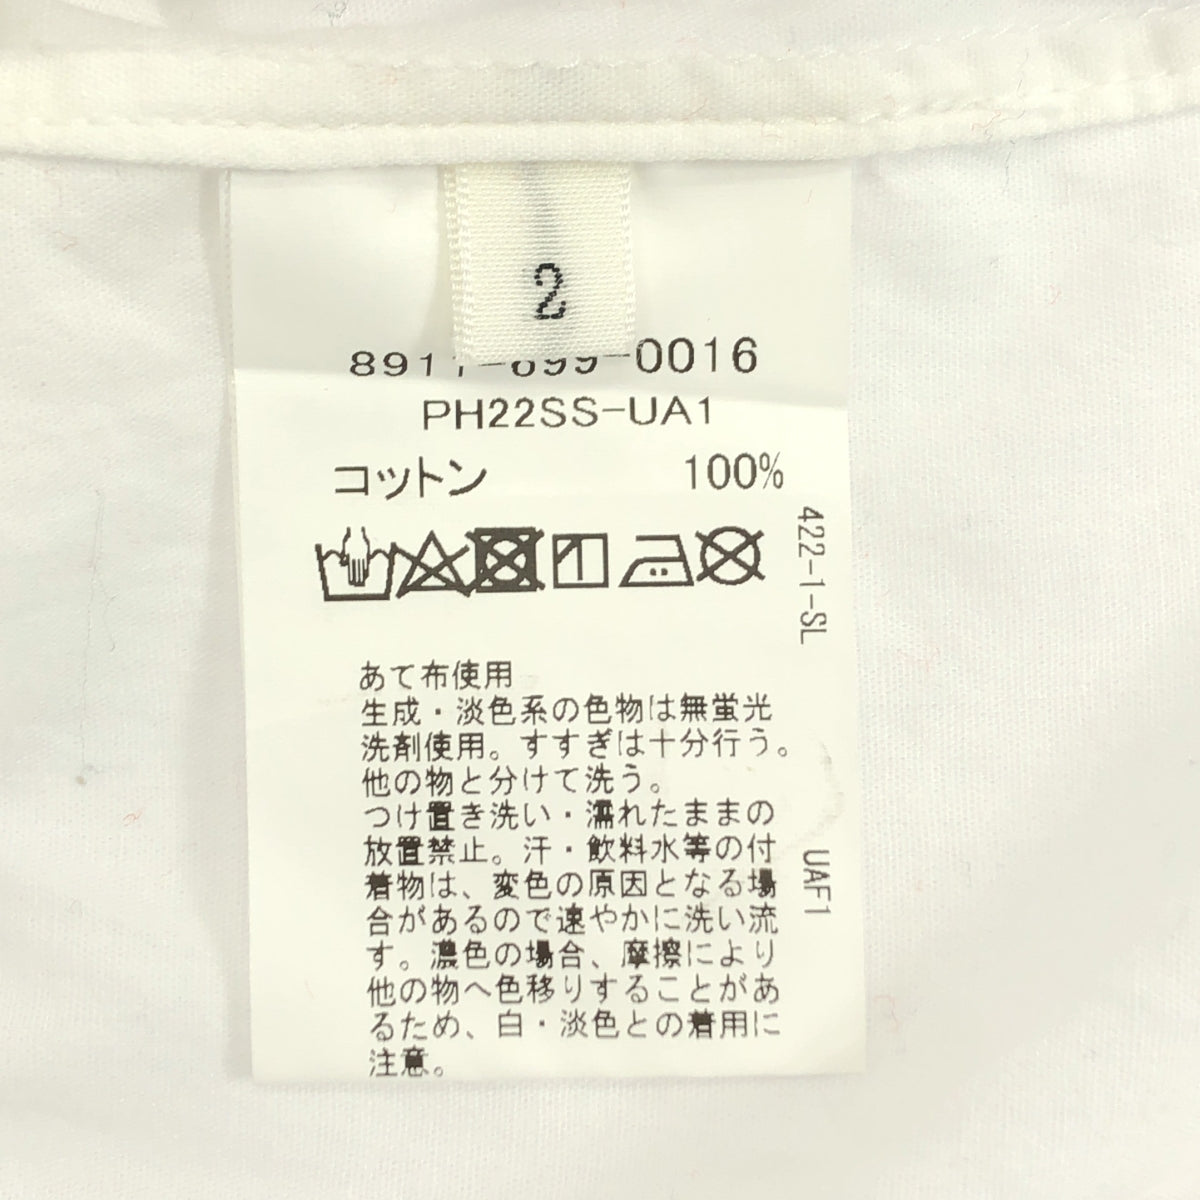 2
8911-699-0016
PH22SS-UA1
コットン 100%
422-1-SL
あて布使用
生成・淡色系の色物は無蛍光
洗剤使用。すすぎは十分行う。
他の物と分けて洗う。
つけ置き洗い・濡れたままの
放置禁止。汗・飲料水等の付
着物は、変色の原因となる場
合があるので速やかに洗い流
す。濃色の場合、摩擦により
他の物へ色移りすることがあ
るため、白・淡色との着用に
注意。
UAF1